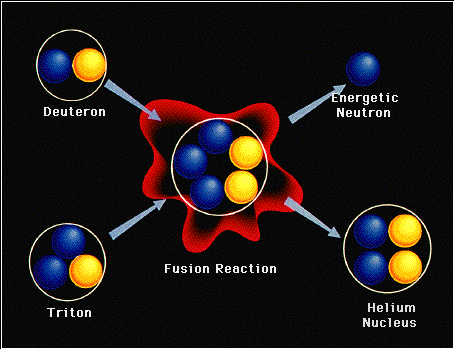 Deuteron
Energetic
Neutron
Fusion Reaction
Triton
Helium
Nucleus